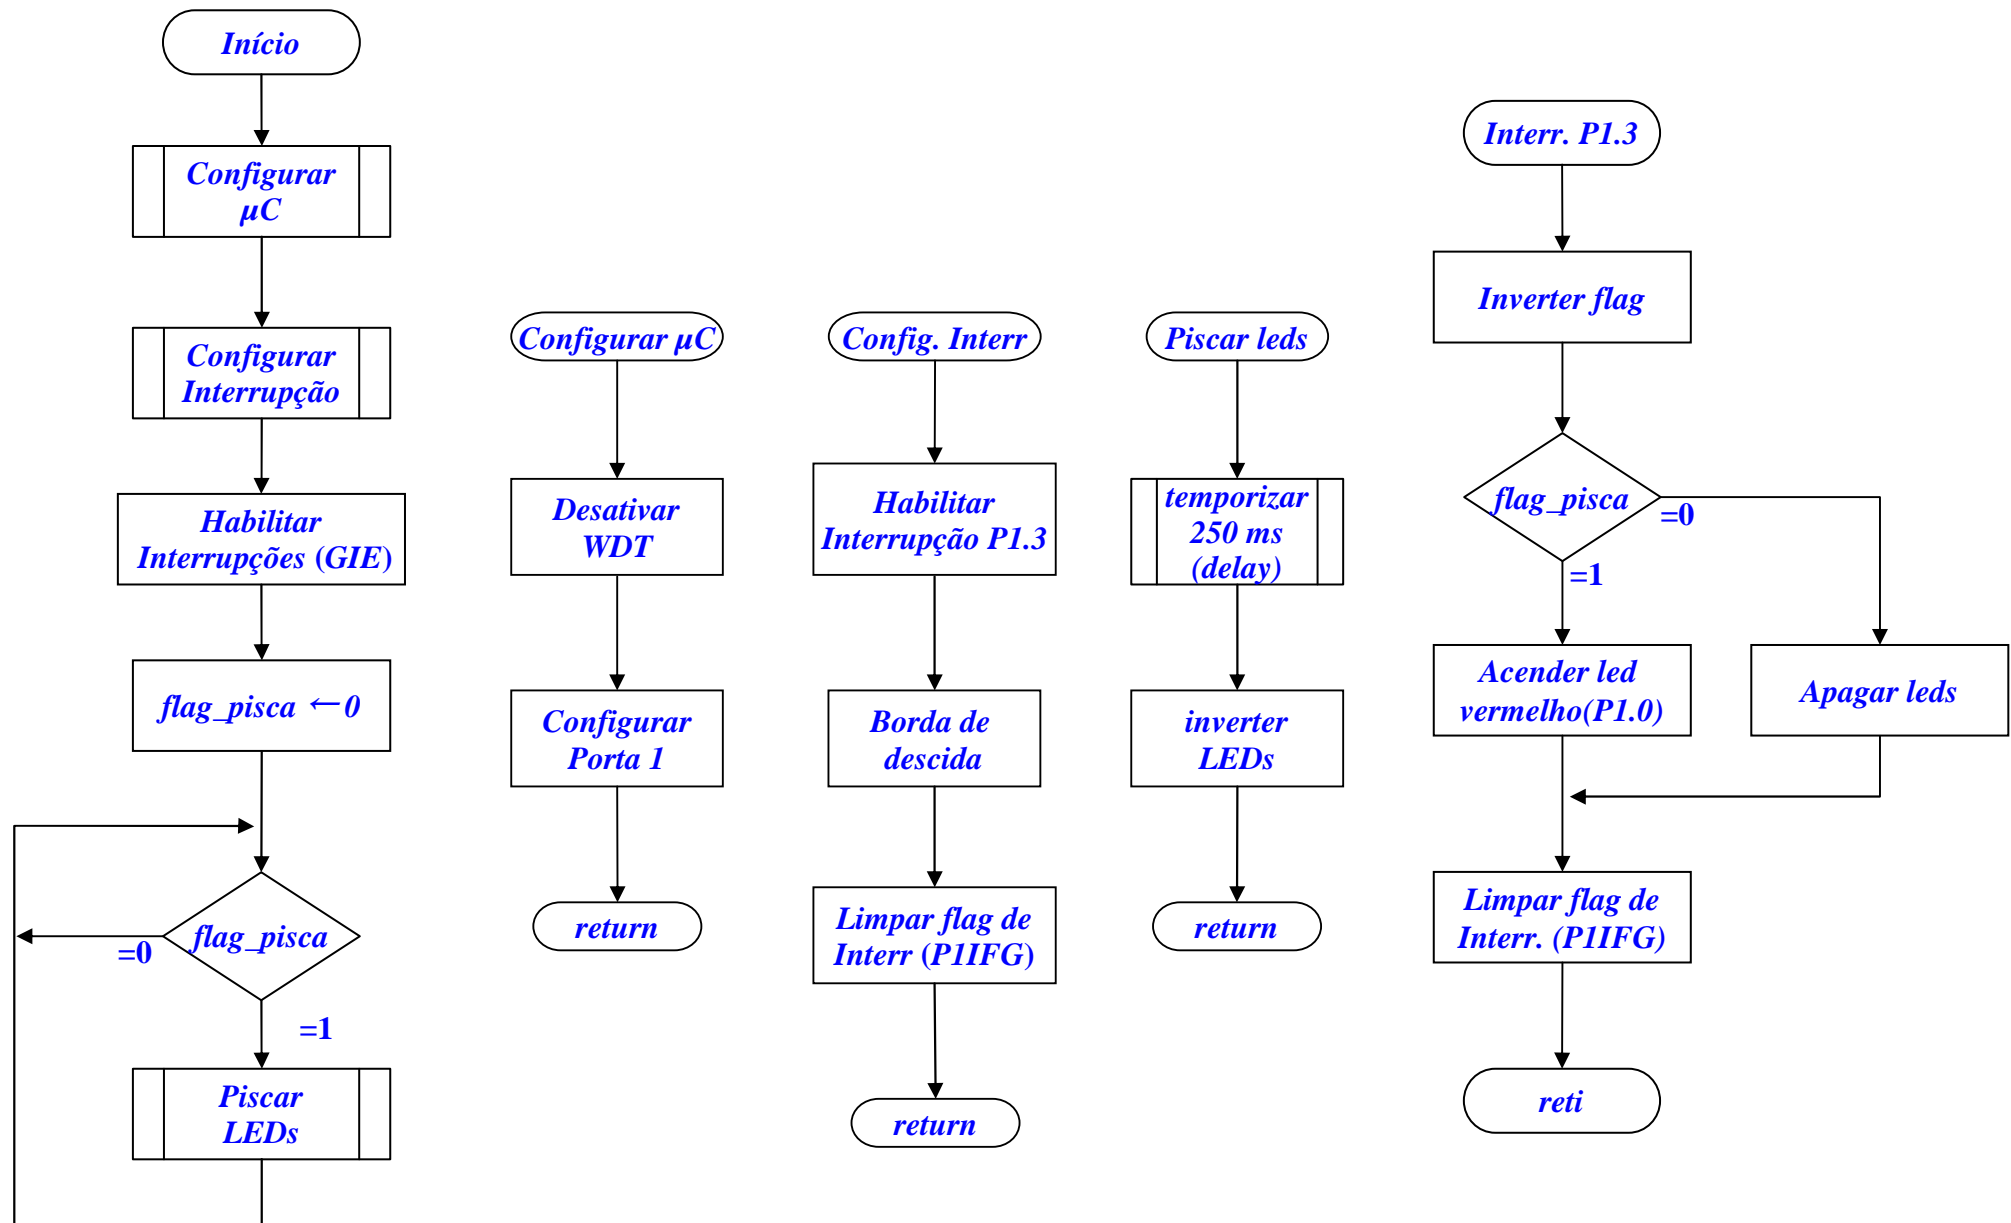 Início
Configurar
µC
Configurar
Interrupção
Habilitar
Interrupções (GIE)
flag_pisca ← 0
flag_pisca
=0
=1
Piscar
LEDs
Configurar µC
Desativar
WDT
Configurar
Porta 1
return
Config. Interr
Habilitar
Interrupção P1.3
Borda de
descida
Limpar flag de
Interr (P1IFG)
return
Piscar leds
temporizar
250 ms
(delay)
inverter
LEDs
return
Interr. P1.3
Inverter flag
flag_pisca
=0
=1
Acender led
vermelho(P1.0)
Apagar leds
Limpar flag de
Interr. (P1IFG)
reti